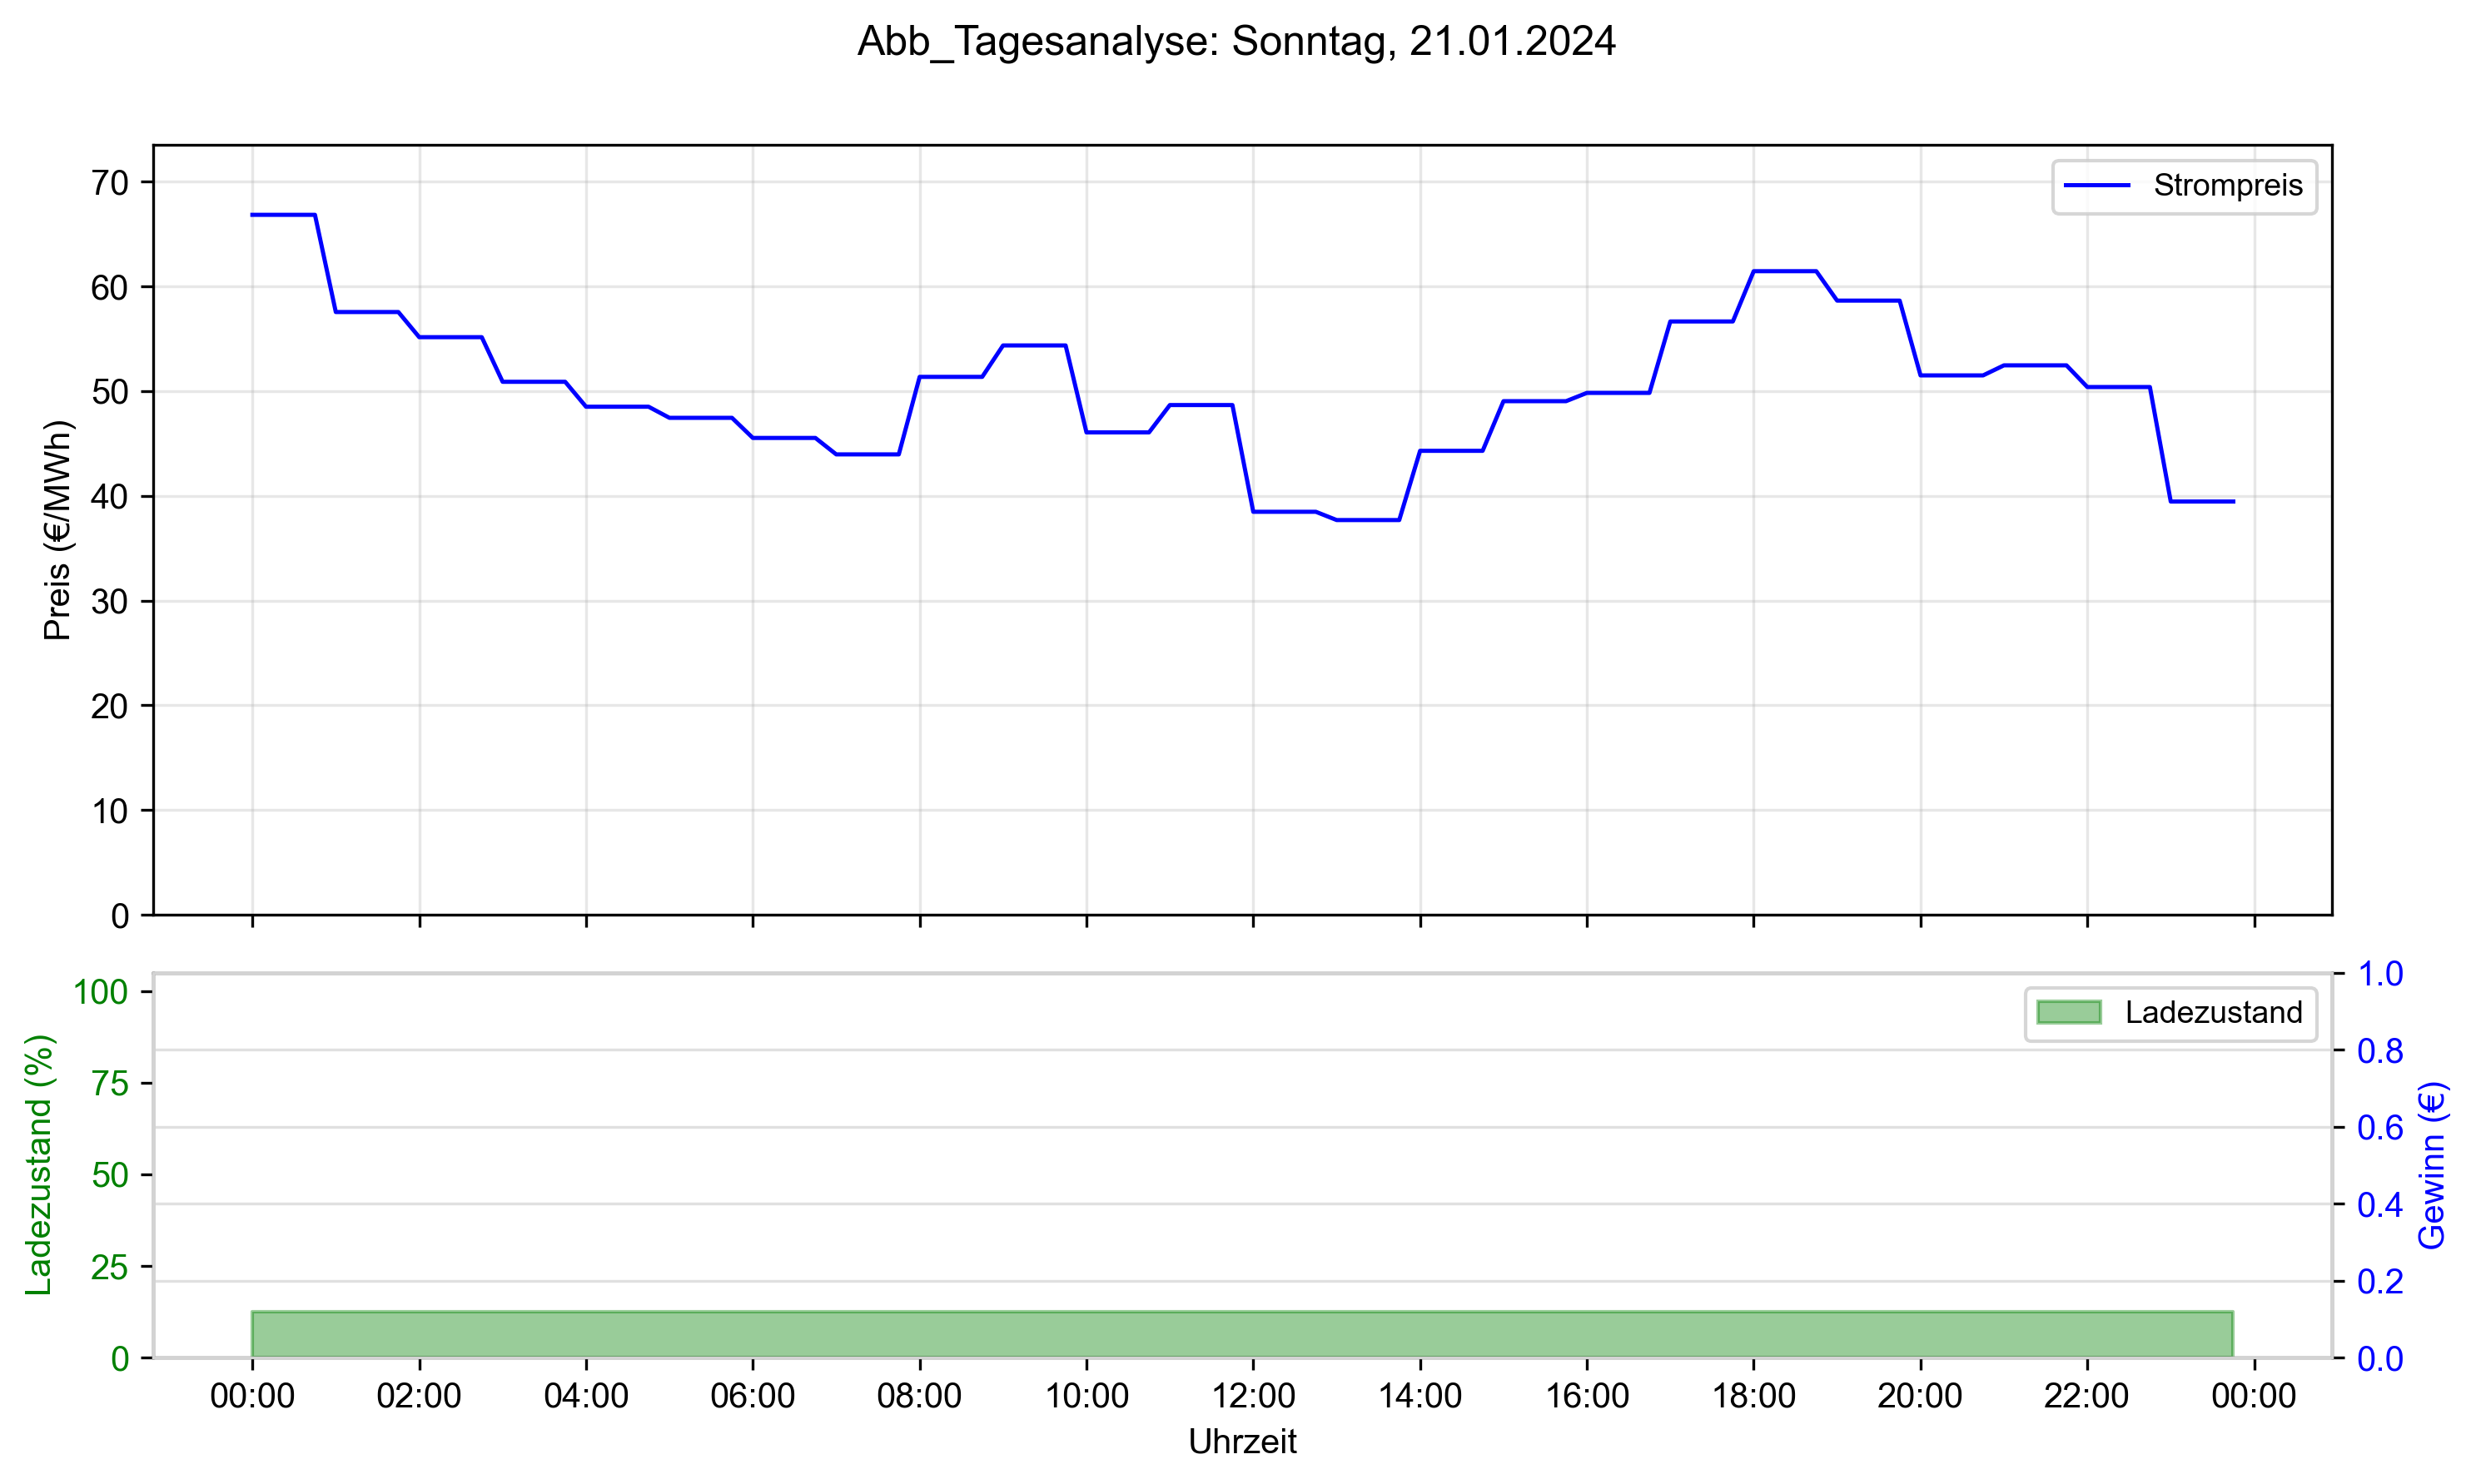 Abb_Tagesanalyse: Sonntag, 21.01.2024
Preis (€/MWh)
70
60
50
40
30
20
10
0
Strompreis
Ladezustand (%)
100
75
50
25
0
Ladezustand
1.0
0.8
0.6
0.4
0.2
0.0
Gewinn (€)
00:00 02:00 04:00 06:00 08:00 10:00 12:00 14:00 16:00 18:00 20:00 22:00 00:00
Uhrzeit